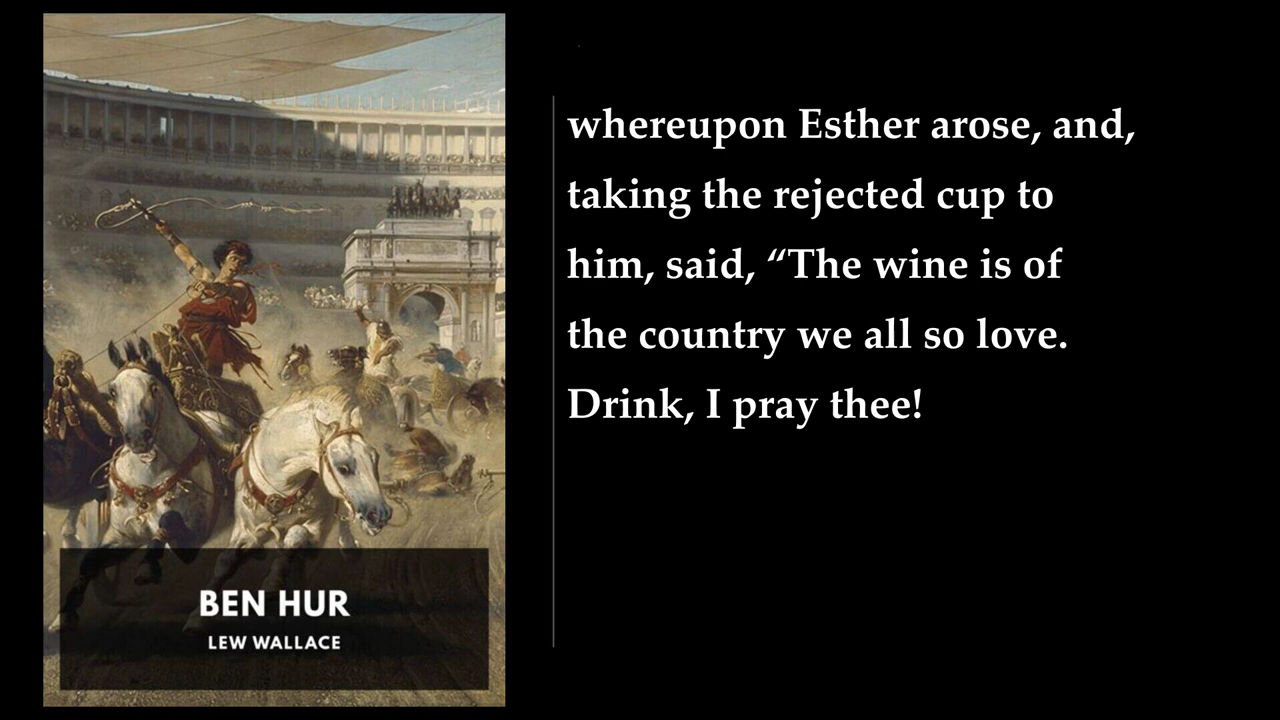 whereupon Esther arose, and,
taking the rejected cup to
him, said, “The wine is of
the country we all so love.
Drink, I pray thee!
BEN HUR
LEW WALLACE